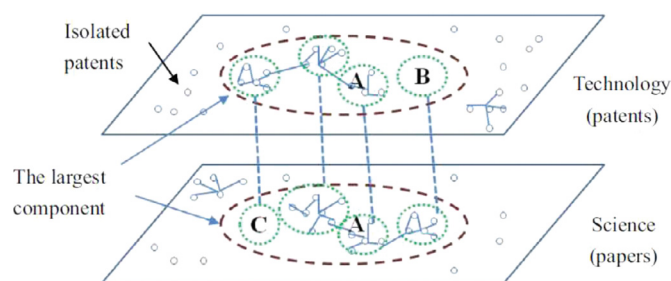 Isolated
patents
A
B
Technology
(patents)
The largest
component
C
A
Science
(papers)